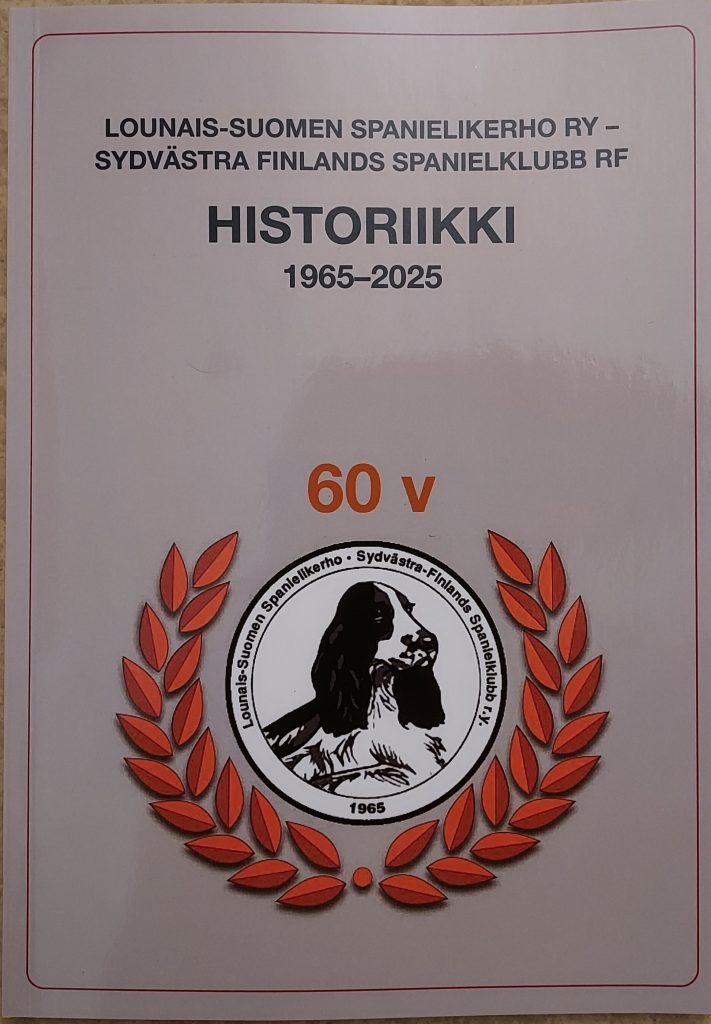 LOUNAIS-SUOMEN SPANIELIKERHO RY –
SYDVÄSTRA FINLANDS SPANIELKLUBB RF
HISTORIIKKI
1965–2025
60 v
Lounais-Suomen Spanielikerho • Sydvästra-Finlands Spanielklubb r.y.
1965